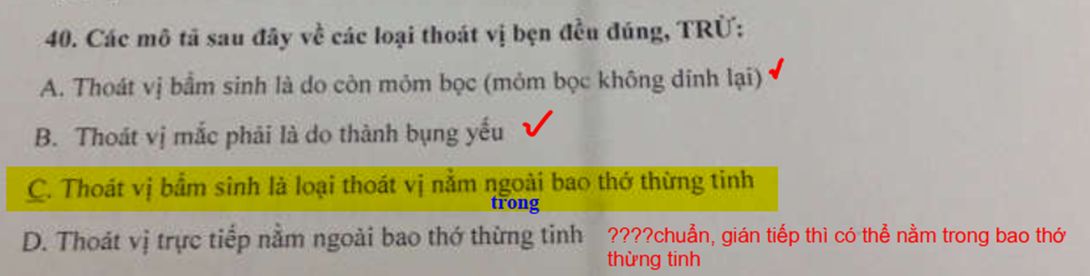 40. Các mô tả sau đây về các loại thoát vị bẹn đều đúng, TRỪ:
A. Thoát vị bẩm sinh là do còn mỏm bọc (mỏm bọc không dính lại)
B. Thoát vị mắc phải là do thành bụng yếu
C. Thoát vị bẩm sinh là loại thoát vị nằm ngoài bao thớ thừng tinh
trong
D. Thoát vị trực tiếp nằm ngoài bao thớ thừng tinh ????chuẩn, gián tiếp thì có thể nằm trong bao thớ
thừng tinh